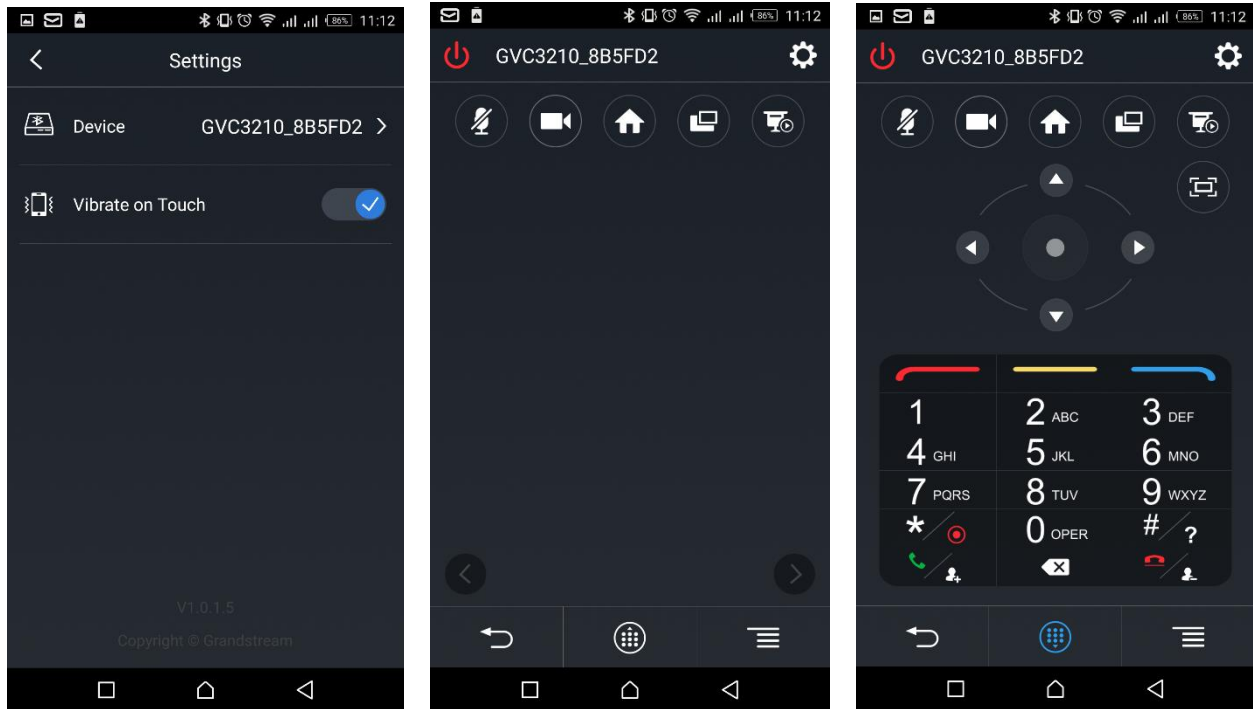 86% 11:12
Settings
Device GVC3210_8B5FD2
Vibrate on Touch
V1.0.1.5
Copyright © Grandstream
86% 11:12
GVC3210_8B5FD2
86% 11:12
GVC3210_8B5FD2
1 2 ABC 3 DEF
4 GHI 5 JKL 6 MNO
7 PQRS 8 TUV 9 WXYZ
* 0 OPER # ?